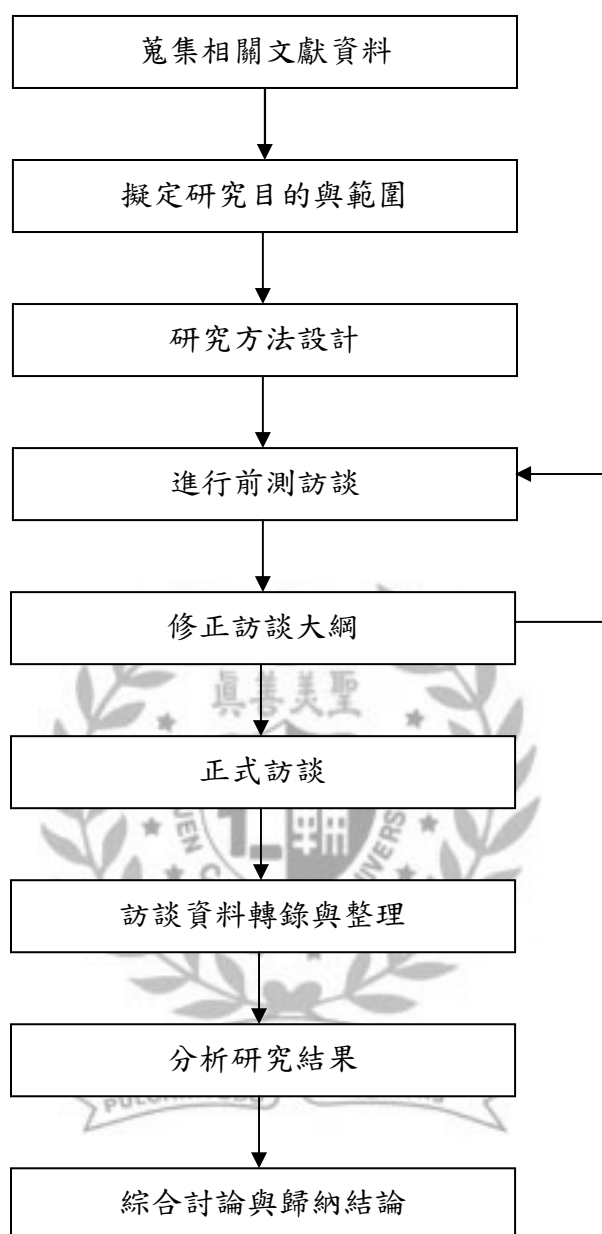 蒐集相關文獻資料
擬定研究目的與範圍
研究方法設計
進行前測訪談
修正訪談大綱
真善美聖
正式訪談
JEN
訪談資料轉錄與整理
分析研究結果
綜合討論與歸納結論